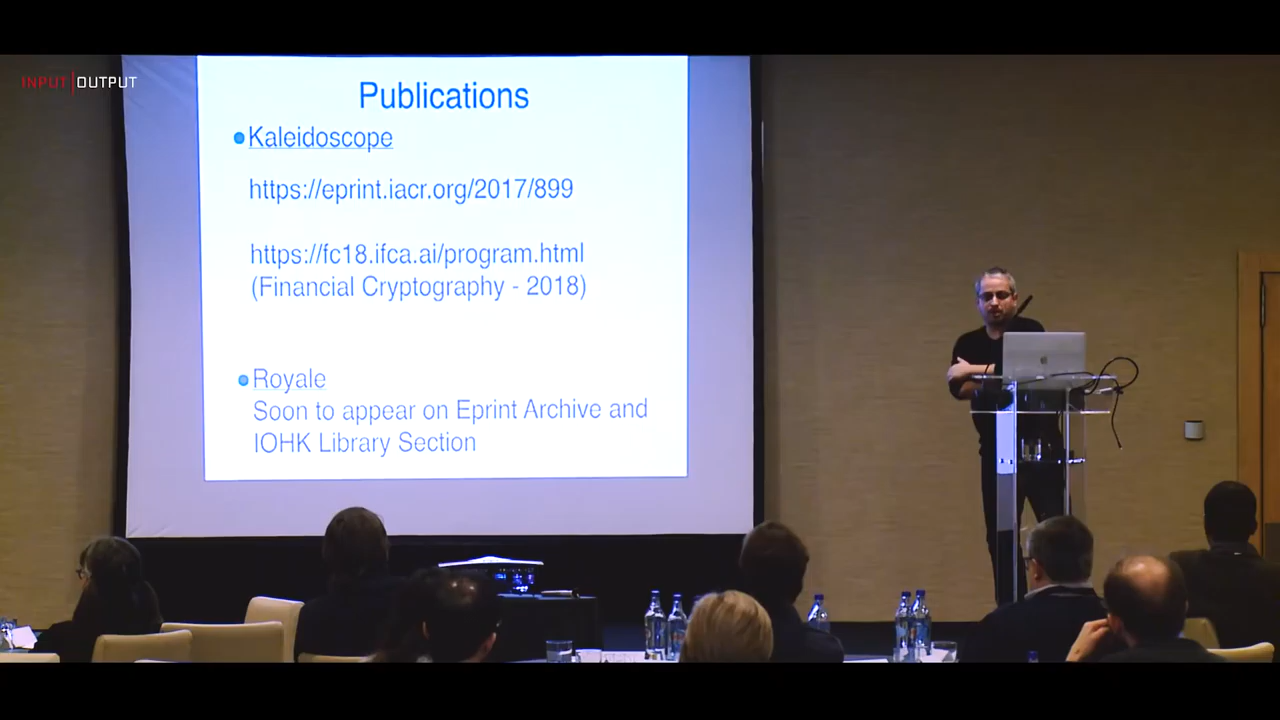 INPUT|OUTPUT
Publications
Kaleidoscope
https://eprint.iacr.org/2017/899
https://fc18.ifca.ai/program.html
(Financial Cryptography - 2018)
Royale
Soon to appear on Eprint Archive and
IOHK Library Section